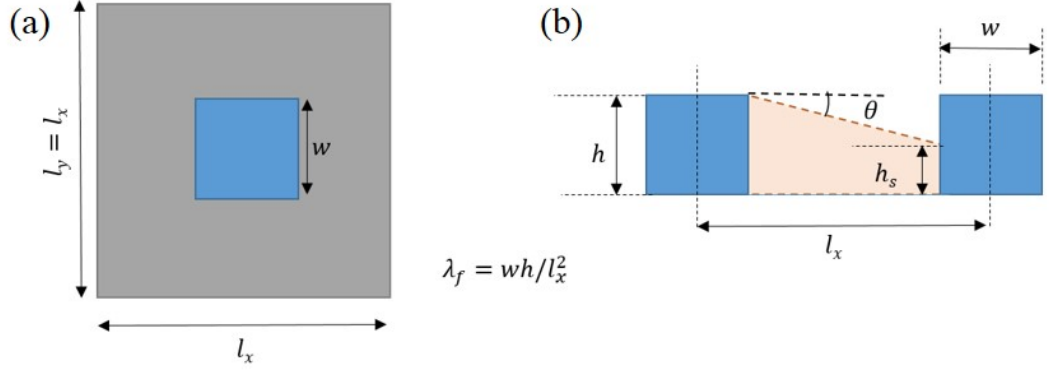 (a)
l_y = l_x
w
l_x
λ_f = wh/l_x^2
(b)
w
θ
h
h_s
l_x